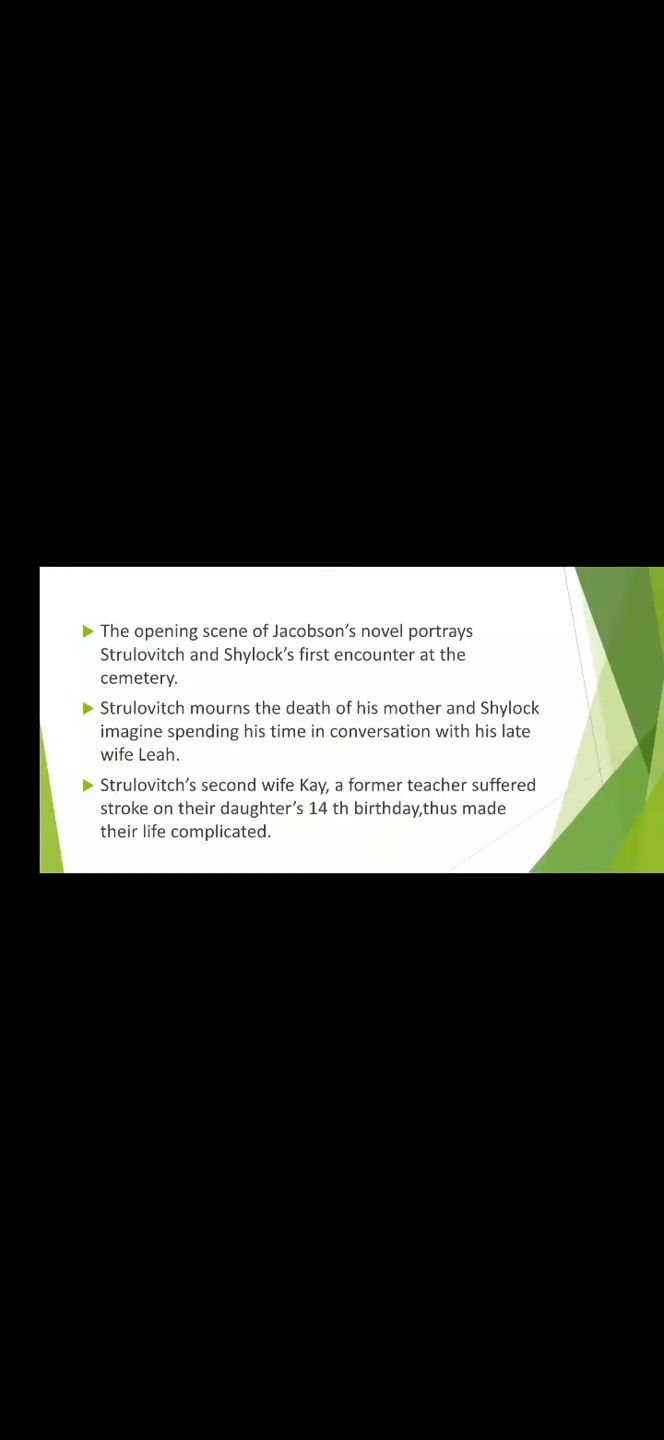 The opening scene of Jacobson's novel portrays
Strulovitch and Shylock's first encounter at the
cemetery.
Strulovitch mourns the death of his mother and Shylock
imagine spending his time in conversation with his late
wife Leah.
Strulovitch's second wife Kay, a former teacher suffered
stroke on their daughter's 14 th birthday,thus made
their life complicated.